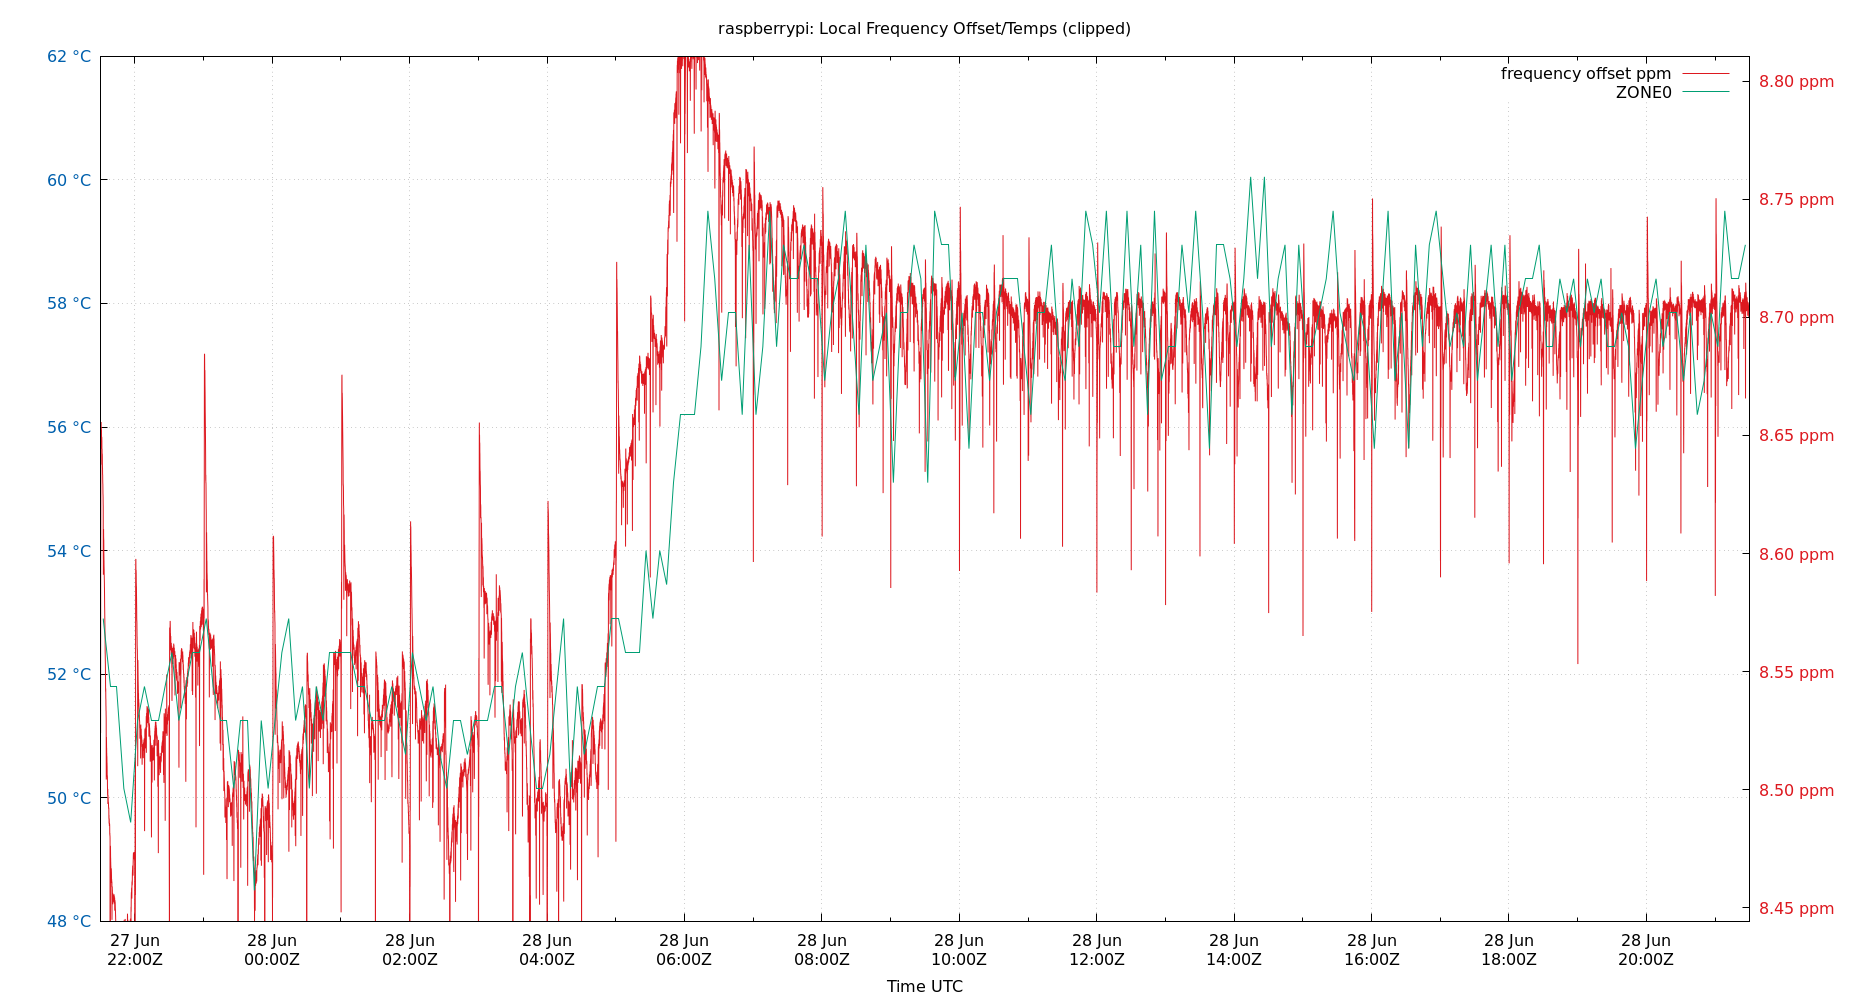 raspberrypi: Local Frequency Offset/Temps (clipped)
62 °C
60 °C
58 °C
56 °C
54 °C
52 °C
50 °C
48 °C
frequency offset ppm
ZONE0
8.80 ppm
8.75 ppm
8.70 ppm
8.65 ppm
8.60 ppm
8.55 ppm
8.50 ppm
8.45 ppm
27 Jun 28 Jun 28 Jun 28 Jun 28 Jun 28 Jun 28 Jun 28 Jun 28 Jun 28 Jun 28 Jun 28 Jun
22:00Z 00:00Z 02:00Z 04:00Z 06:00Z 08:00Z 10:00Z 12:00Z 14:00Z 16:00Z 18:00Z 20:00Z
Time UTC